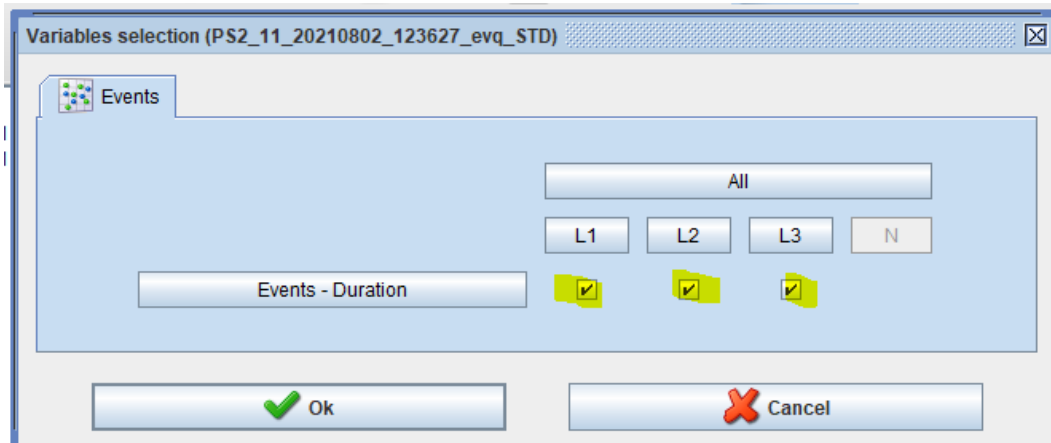 Variables selection (PS2_11_20210802_123627_evq_STD)
Events
All
L1 L2 L3 N
Events - Duration
Ok Cancel